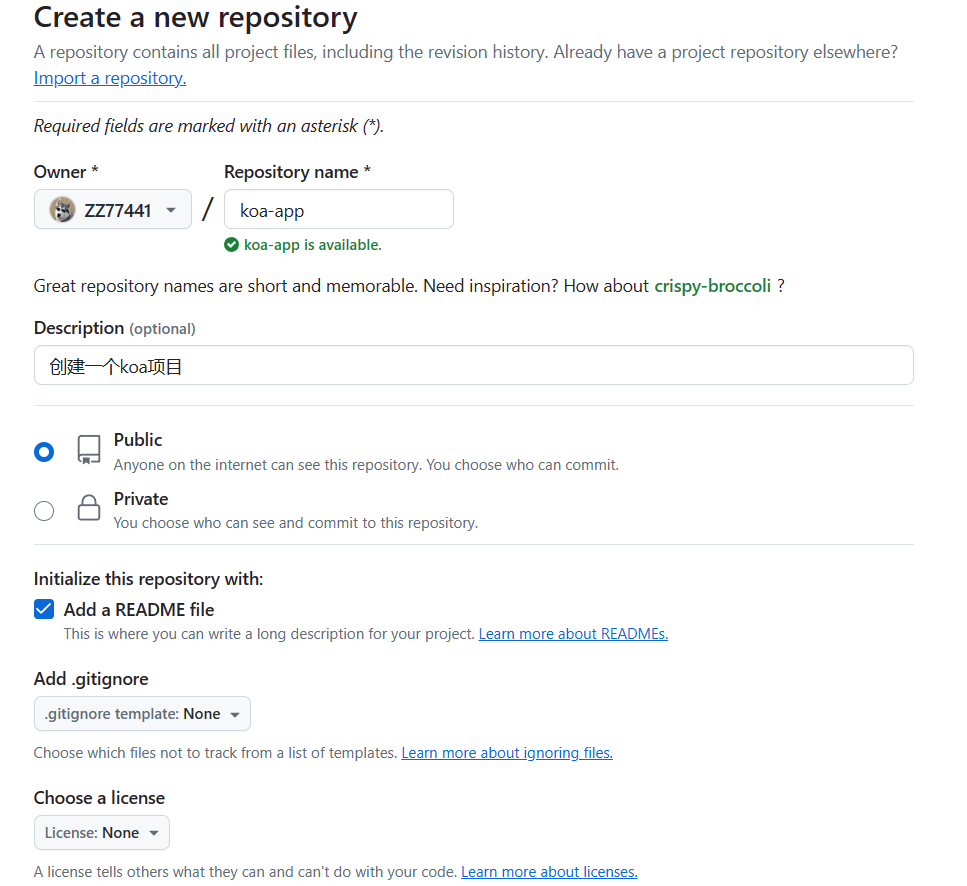 Create a new repository
A repository contains all project files, including the revision history. Already have a project repository elsewhere?
Import a repository.
Required fields are marked with an asterisk (*).
Owner * Repository name *
ZZ77441 / koa-app
koa-app is available.
Great repository names are short and memorable. Need inspiration? How about crispy-broccoli ?
Description (optional)
创建一个koa项目
Public
Anyone on the internet can see this repository. You choose who can commit.
Private
You choose who can see and commit to this repository.
Initialize this repository with:
Add a README file
This is where you can write a long description for your project. Learn more about READMEs.
Add .gitignore
.gitignore template: None
Choose which files not to track from a list of templates. Learn more about ignoring files.
Choose a license
License: None
A license tells others what they can and can't do with your code. Learn more about licenses.